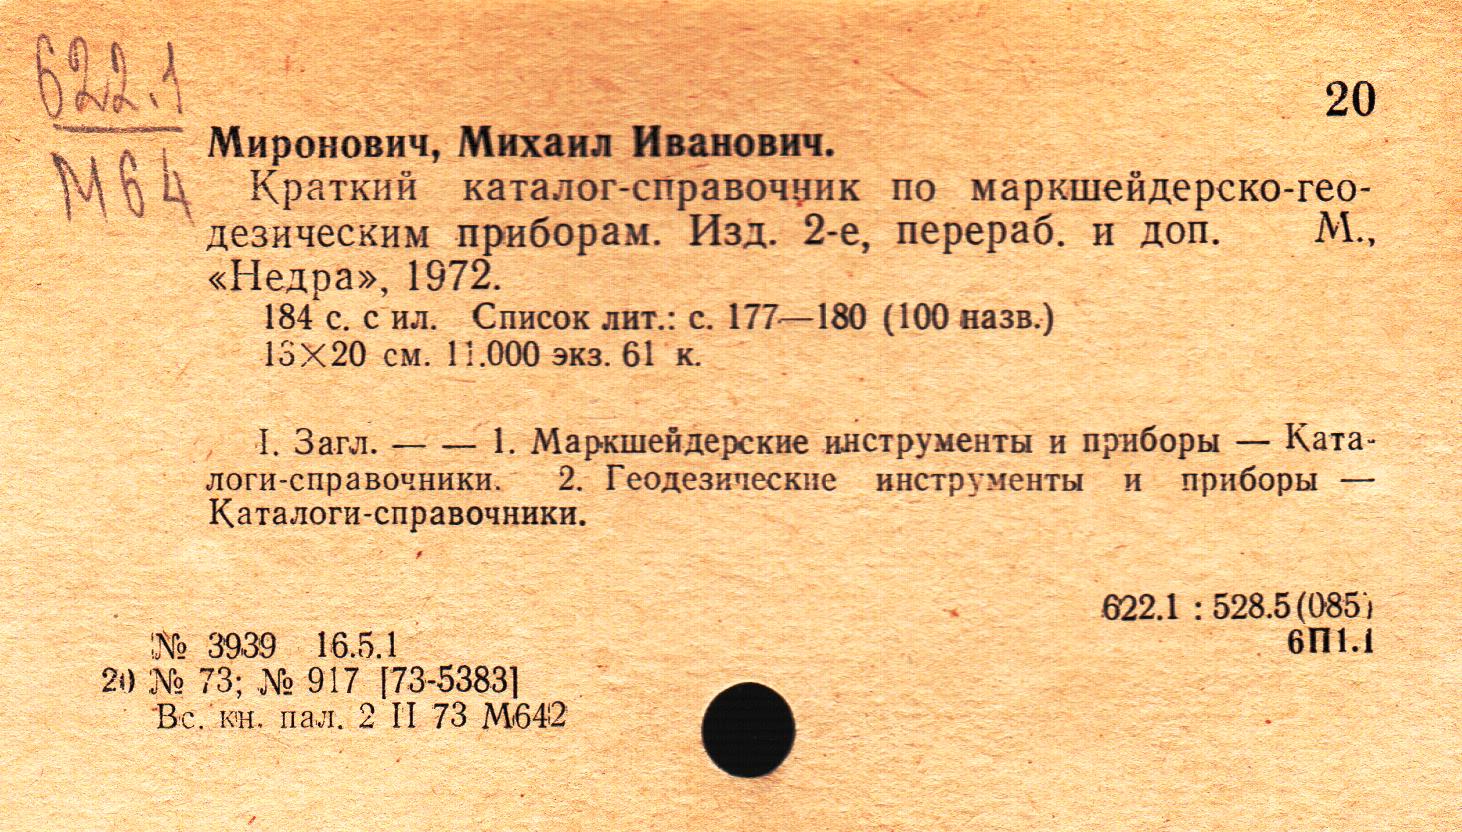 622.1
М64
20
Миронович, Михаил Иванович.
Краткий каталог-справочник по маркшейдерско-гео-
дезическим приборам. Изд. 2-е, перераб. и доп. М.,
«Недра», 1972.
184 с. с ил. Список лит.: с. 177—180 (100 назв.)
13×20 см. 11.000 экз. 61 к.
I. Загл. — — 1. Маркшейдерские инструменты и приборы — Ката-
логи-справочники. 2. Геодезические инструменты и приборы —
Каталоги-справочники.
622.1 : 528.5(085)
6П1.1
№ 3939 16.5.1
20 № 73; № 917 [73-5383]
Вс. кн. пал. 2 II 73 М642